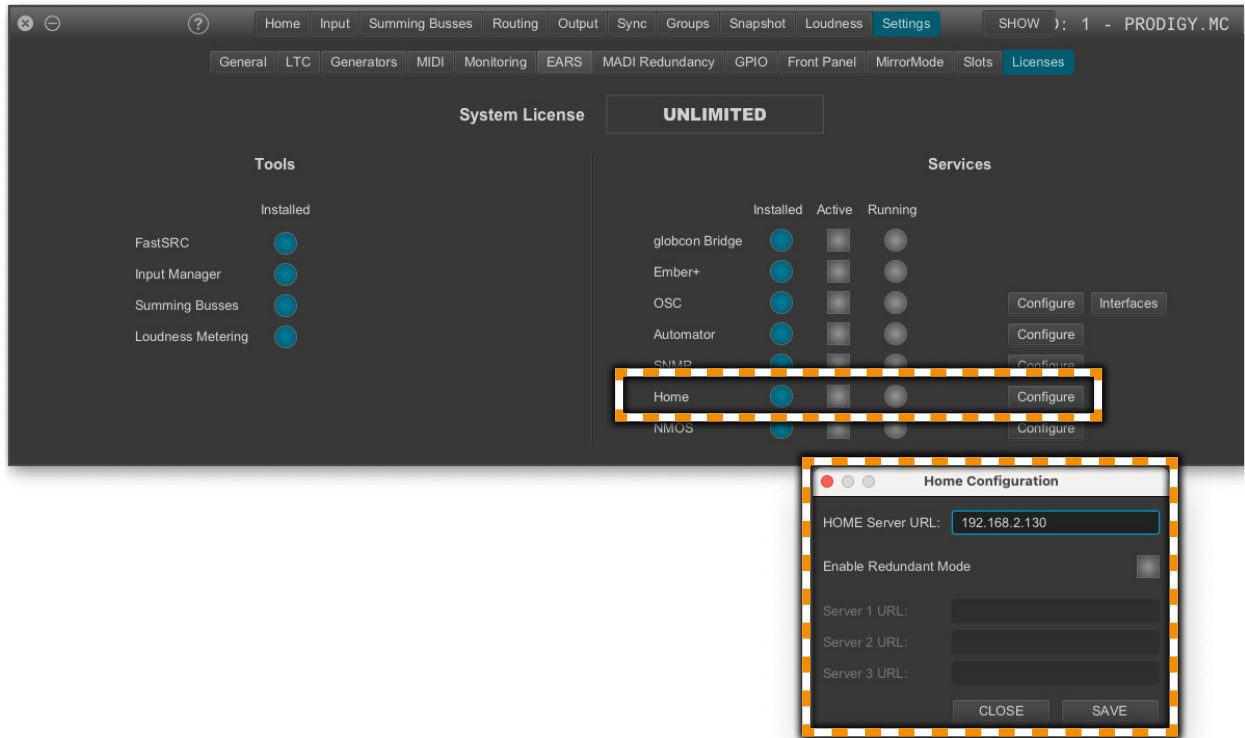 ? Home Input Summing Busses Routing Output Sync Groups Snapshot Loudness Settings SHOW ): 1 - PRODIGY.MC
General LTC Generators MIDI Monitoring EARS MADI Redundancy GPIO Front Panel MirrorMode Slots Licenses
System License UNLIMITED
Tools
Installed
FastSRC
Input Manager
Summing Busses
Loudness Metering
Services
Installed Active Running
globcon Bridge
Ember+
OSC Configure Interfaces
Automator Configure
SNMP Configure
Home Configure
NMOS Configure
Home Configuration
HOME Server URL: 192.168.2.130
Enable Redundant Mode
Server 1 URL:
Server 2 URL:
Server 3 URL:
CLOSE SAVE